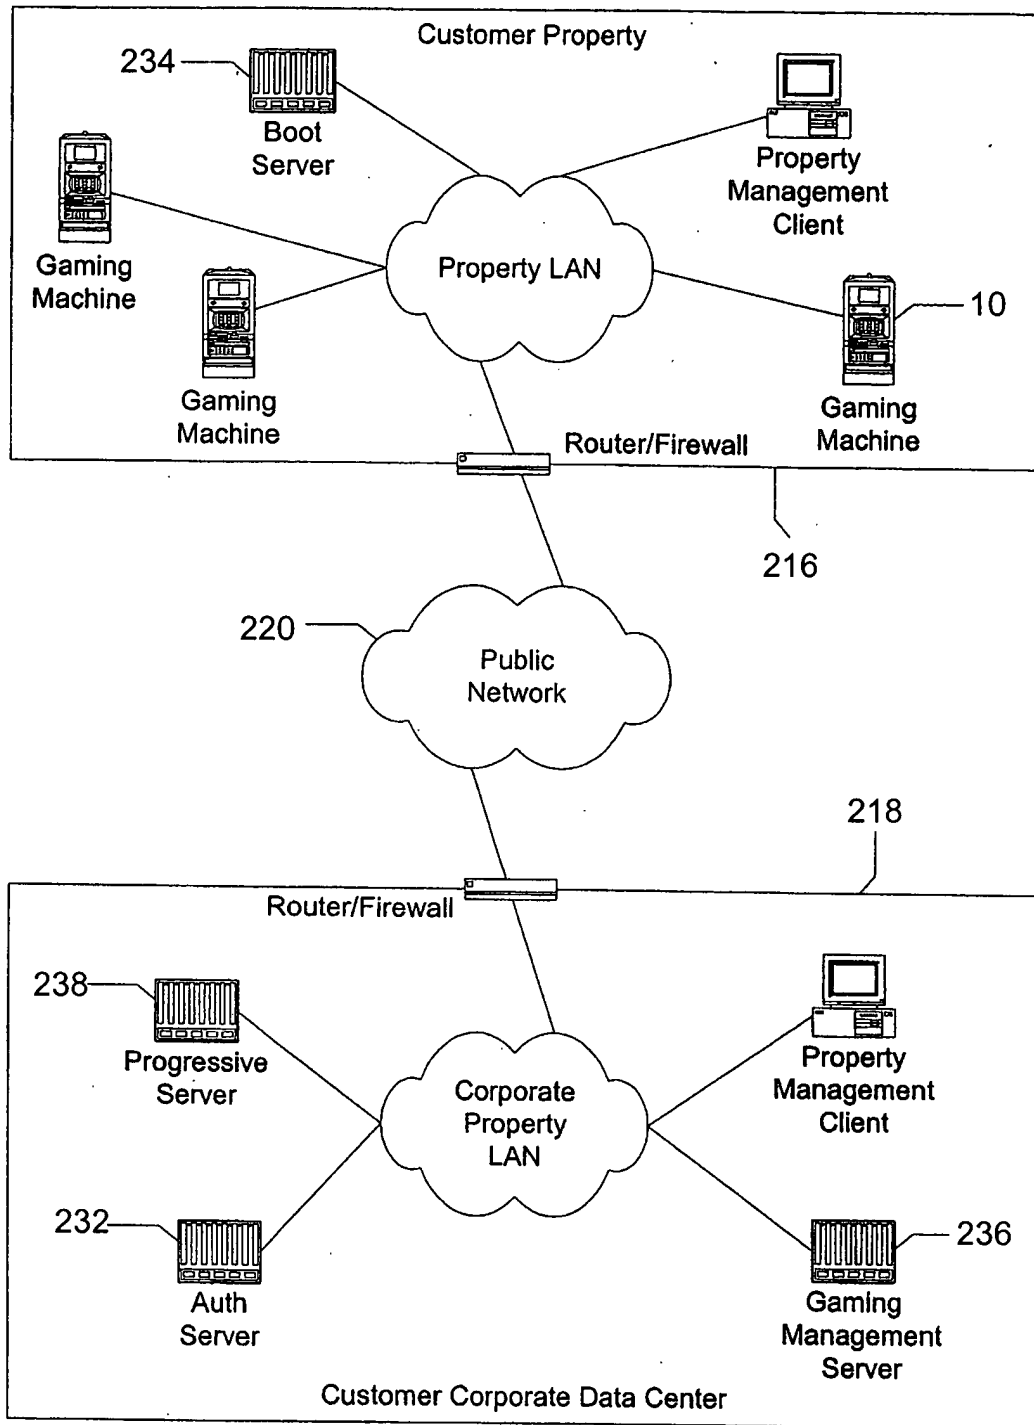 Customer Property
234
Boot
Server
Property
Management
Client
Gaming
Machine
Property LAN
10
Gaming
Machine
Gaming
Machine
Router/Firewall
216
220
Public
Network
218
Router/Firewall
238
Progressive
Server
Corporate
Property
LAN
Property
Management
Client
232
Auth
Server
236
Gaming
Management
Server
Customer Corporate Data Center